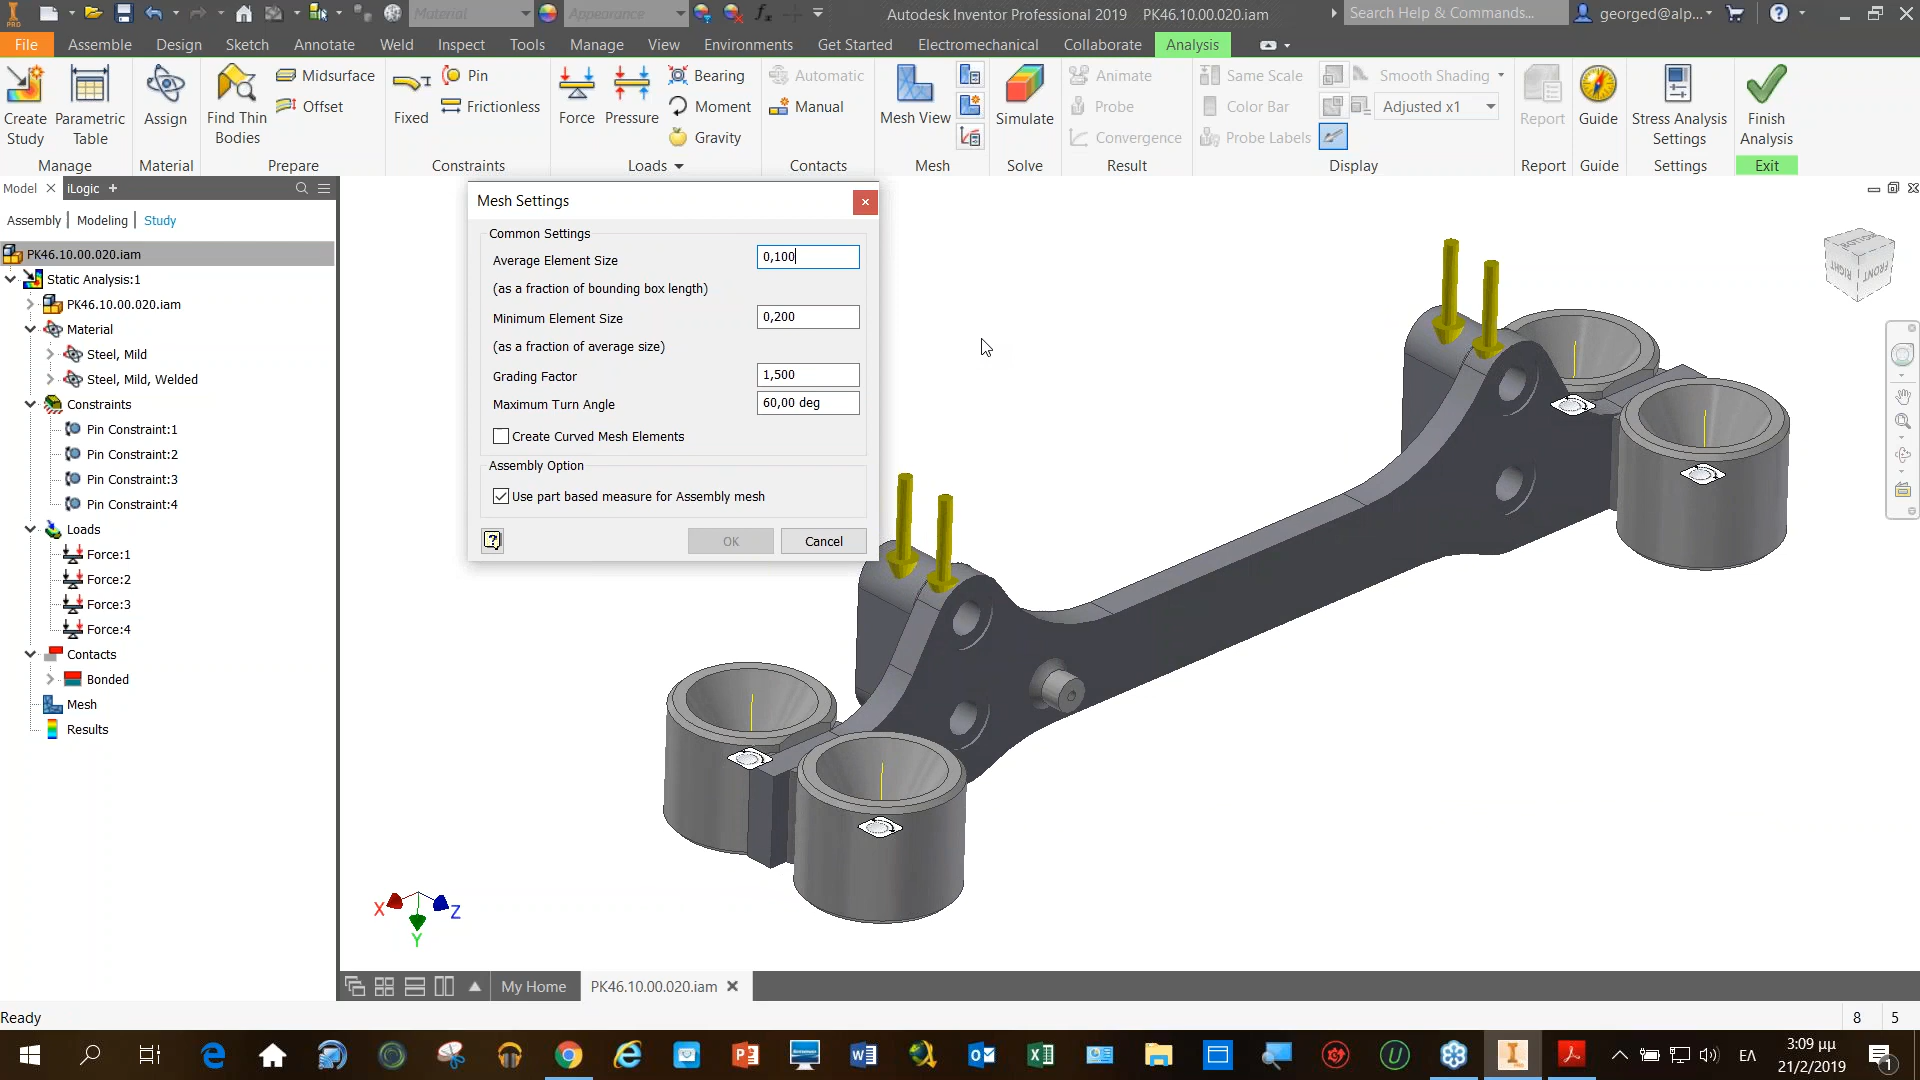 Material
Appearance
Autodesk Inventor Professional 2019 PK46.10.00.020.iam
Search Help & Commands...
georged@alp...
File Assemble Design Sketch Annotate Weld Inspect Tools Manage View Environments Get Started Electromechanical Collaborate Analysis
Create Study
Parametric Table
Manage
Assign
Material
Find Thin Bodies
Midsurface
Offset
Prepare
Fixed
Pin
Frictionless
Constraints
Force
Pressure
Bearing
Moment
Gravity
Loads
Automatic
Manual
Contacts
Mesh View
Mesh
Simulate
Solve
Animate
Probe
Convergence
Result
Same Scale
Color Bar
Probe Labels
Smooth Shading
Adjusted x1
Display
Report
Report
Guide
Guide
Stress Analysis Settings
Settings
Finish Analysis
Exit
Model
iLogic
Assembly | Modeling | Study
PK46.10.00.020.iam
Static Analysis:1
PK46.10.00.020.iam
Material
Steel, Mild
Steel, Mild, Welded
Constraints
Pin Constraint:1
Pin Constraint:2
Pin Constraint:3
Pin Constraint:4
Loads
Force:1
Force:2
Force:3
Force:4
Contacts
Bonded
Mesh
Results
Mesh Settings
Common Settings
Average Element Size 0,100
(as a fraction of bounding box length)
Minimum Element Size 0,200
(as a fraction of average size)
Grading Factor 1,500
Maximum Turn Angle 60,00 deg
Create Curved Mesh Elements
Assembly Option
Use part based measure for Assembly mesh
OK
Cancel
BOTTOM
RIGHT
FRONT
X
Y
Z
My Home
PK46.10.00.020.iam
Ready
8 5
ΕΛ
3:09 μμ
21/2/2019
1